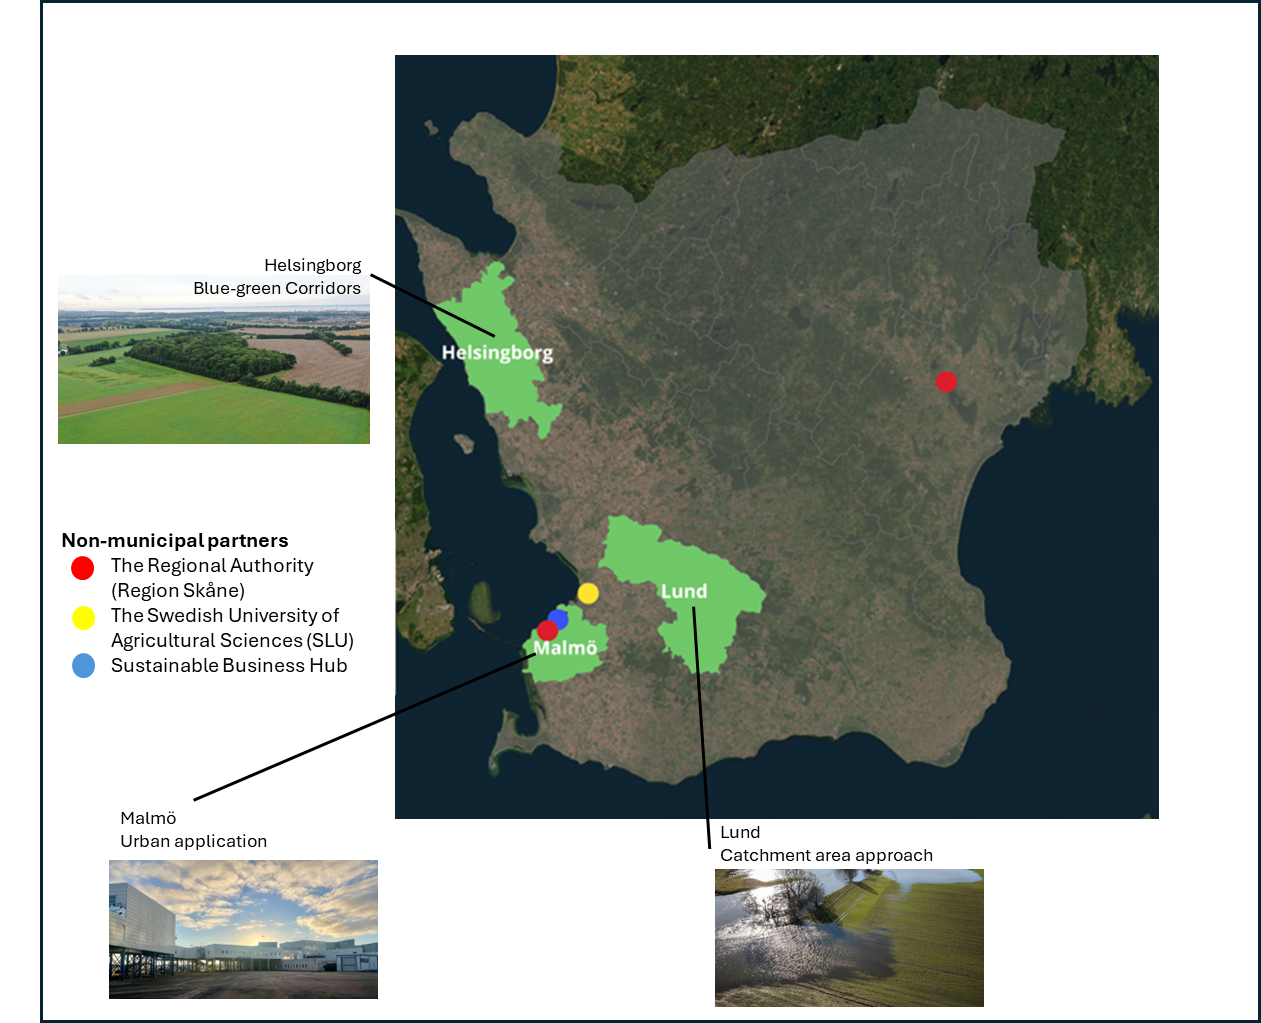 Helsingborg
Blue-green Corridors
Helsingborg
Non-municipal partners
The Regional Authority
(Region Skåne)
The Swedish University of
Agricultural Sciences (SLU)
Sustainable Business Hub
Lund
Malmö
Malmö
Urban application
Lund
Catchment area approach